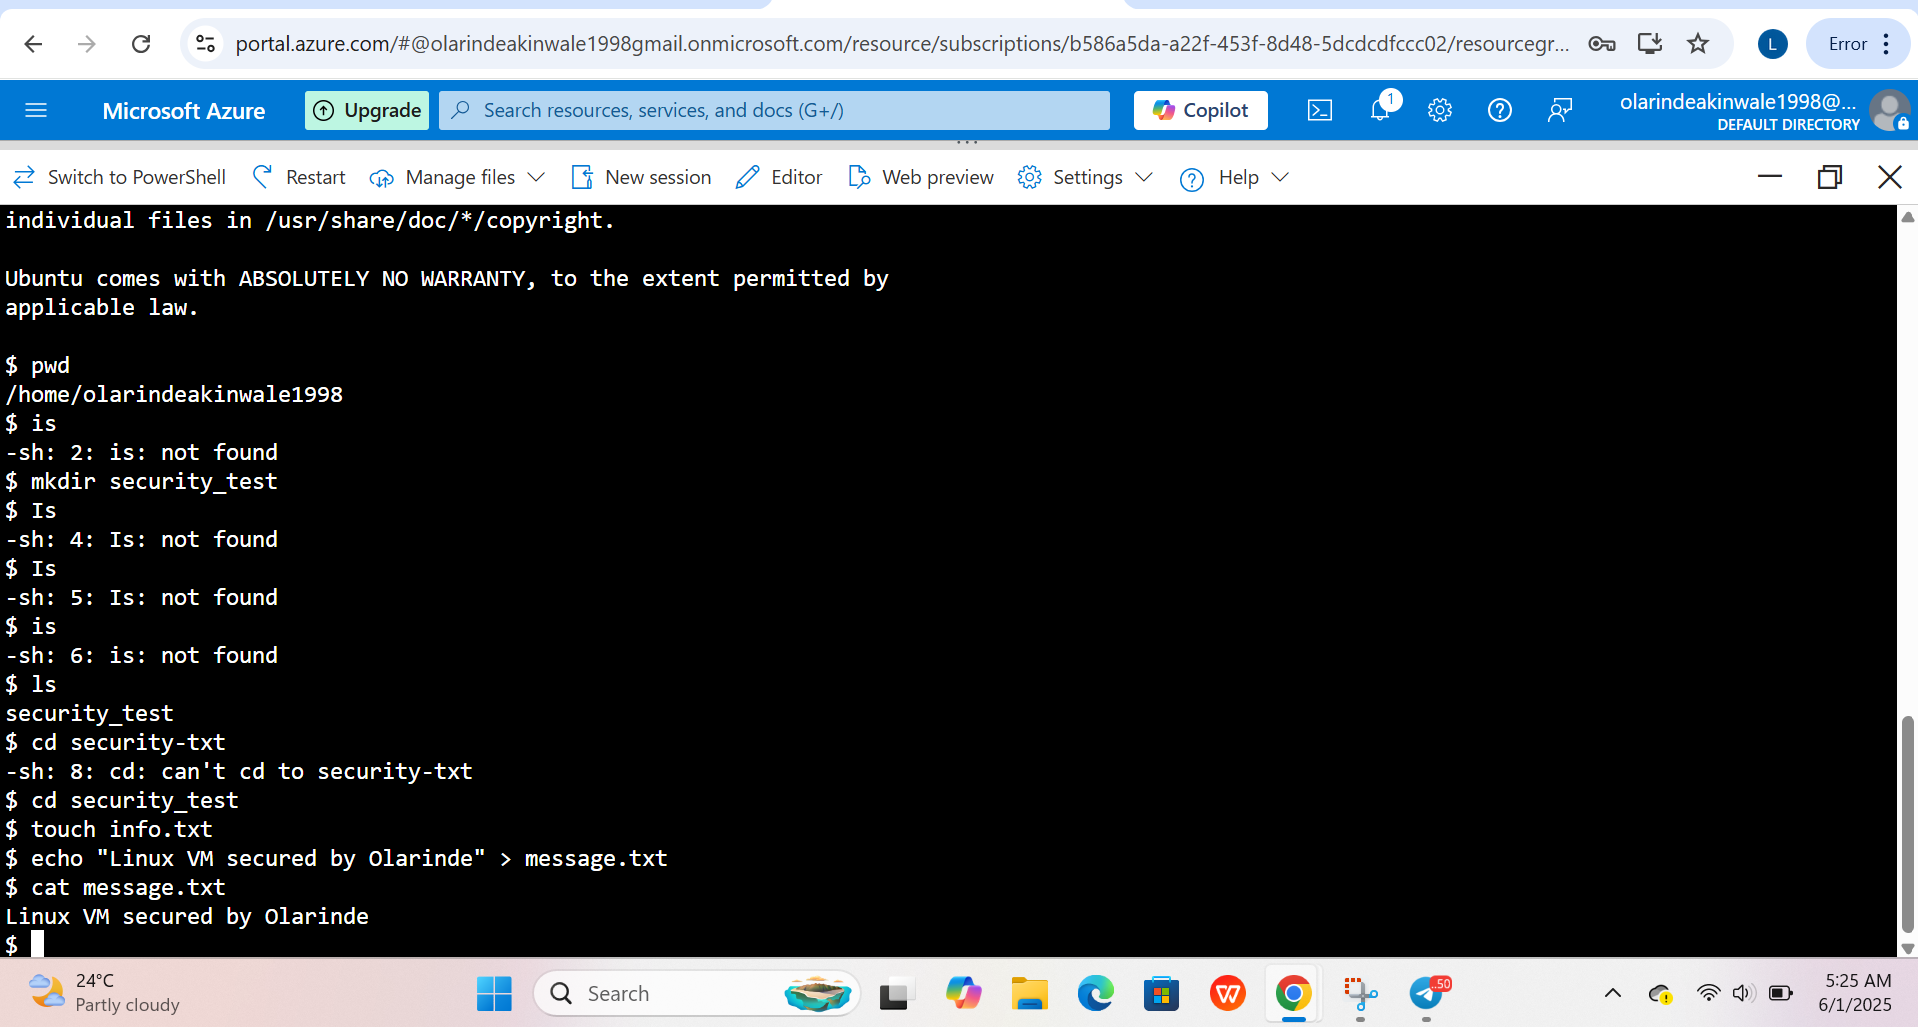 portal.azure.com/#@olarindeakinwale1998gmail.onmicrosoft.com/resource/subscriptions/b586a5da-a22f-453f-8d48-5dcdcdfccc02/resourcegr...
L
Error
Microsoft Azure
Upgrade
Search resources, services, and docs (G+/)
Copilot
1
olarindeakinwale1998@...
DEFAULT DIRECTORY
Switch to PowerShell
Restart
Manage files
New session
Editor
Web preview
Settings
Help
individual files in /usr/share/doc/*/copyright.
Ubuntu comes with ABSOLUTELY NO WARRANTY, to the extent permitted by
applicable law.
$ pwd
/home/olarindeakinwale1998
$ is
-sh: 2: is: not found
$ mkdir security_test
$ Is
-sh: 4: Is: not found
$ Is
-sh: 5: Is: not found
$ is
-sh: 6: is: not found
$ ls
security_test
$ cd security-txt
-sh: 8: cd: can't cd to security-txt
$ cd security_test
$ touch info.txt
$ echo "Linux VM secured by Olarinde" > message.txt
$ cat message.txt
Linux VM secured by Olarinde
$
24°C
Partly cloudy
Search
W
..50
5:25 AM
6/1/2025